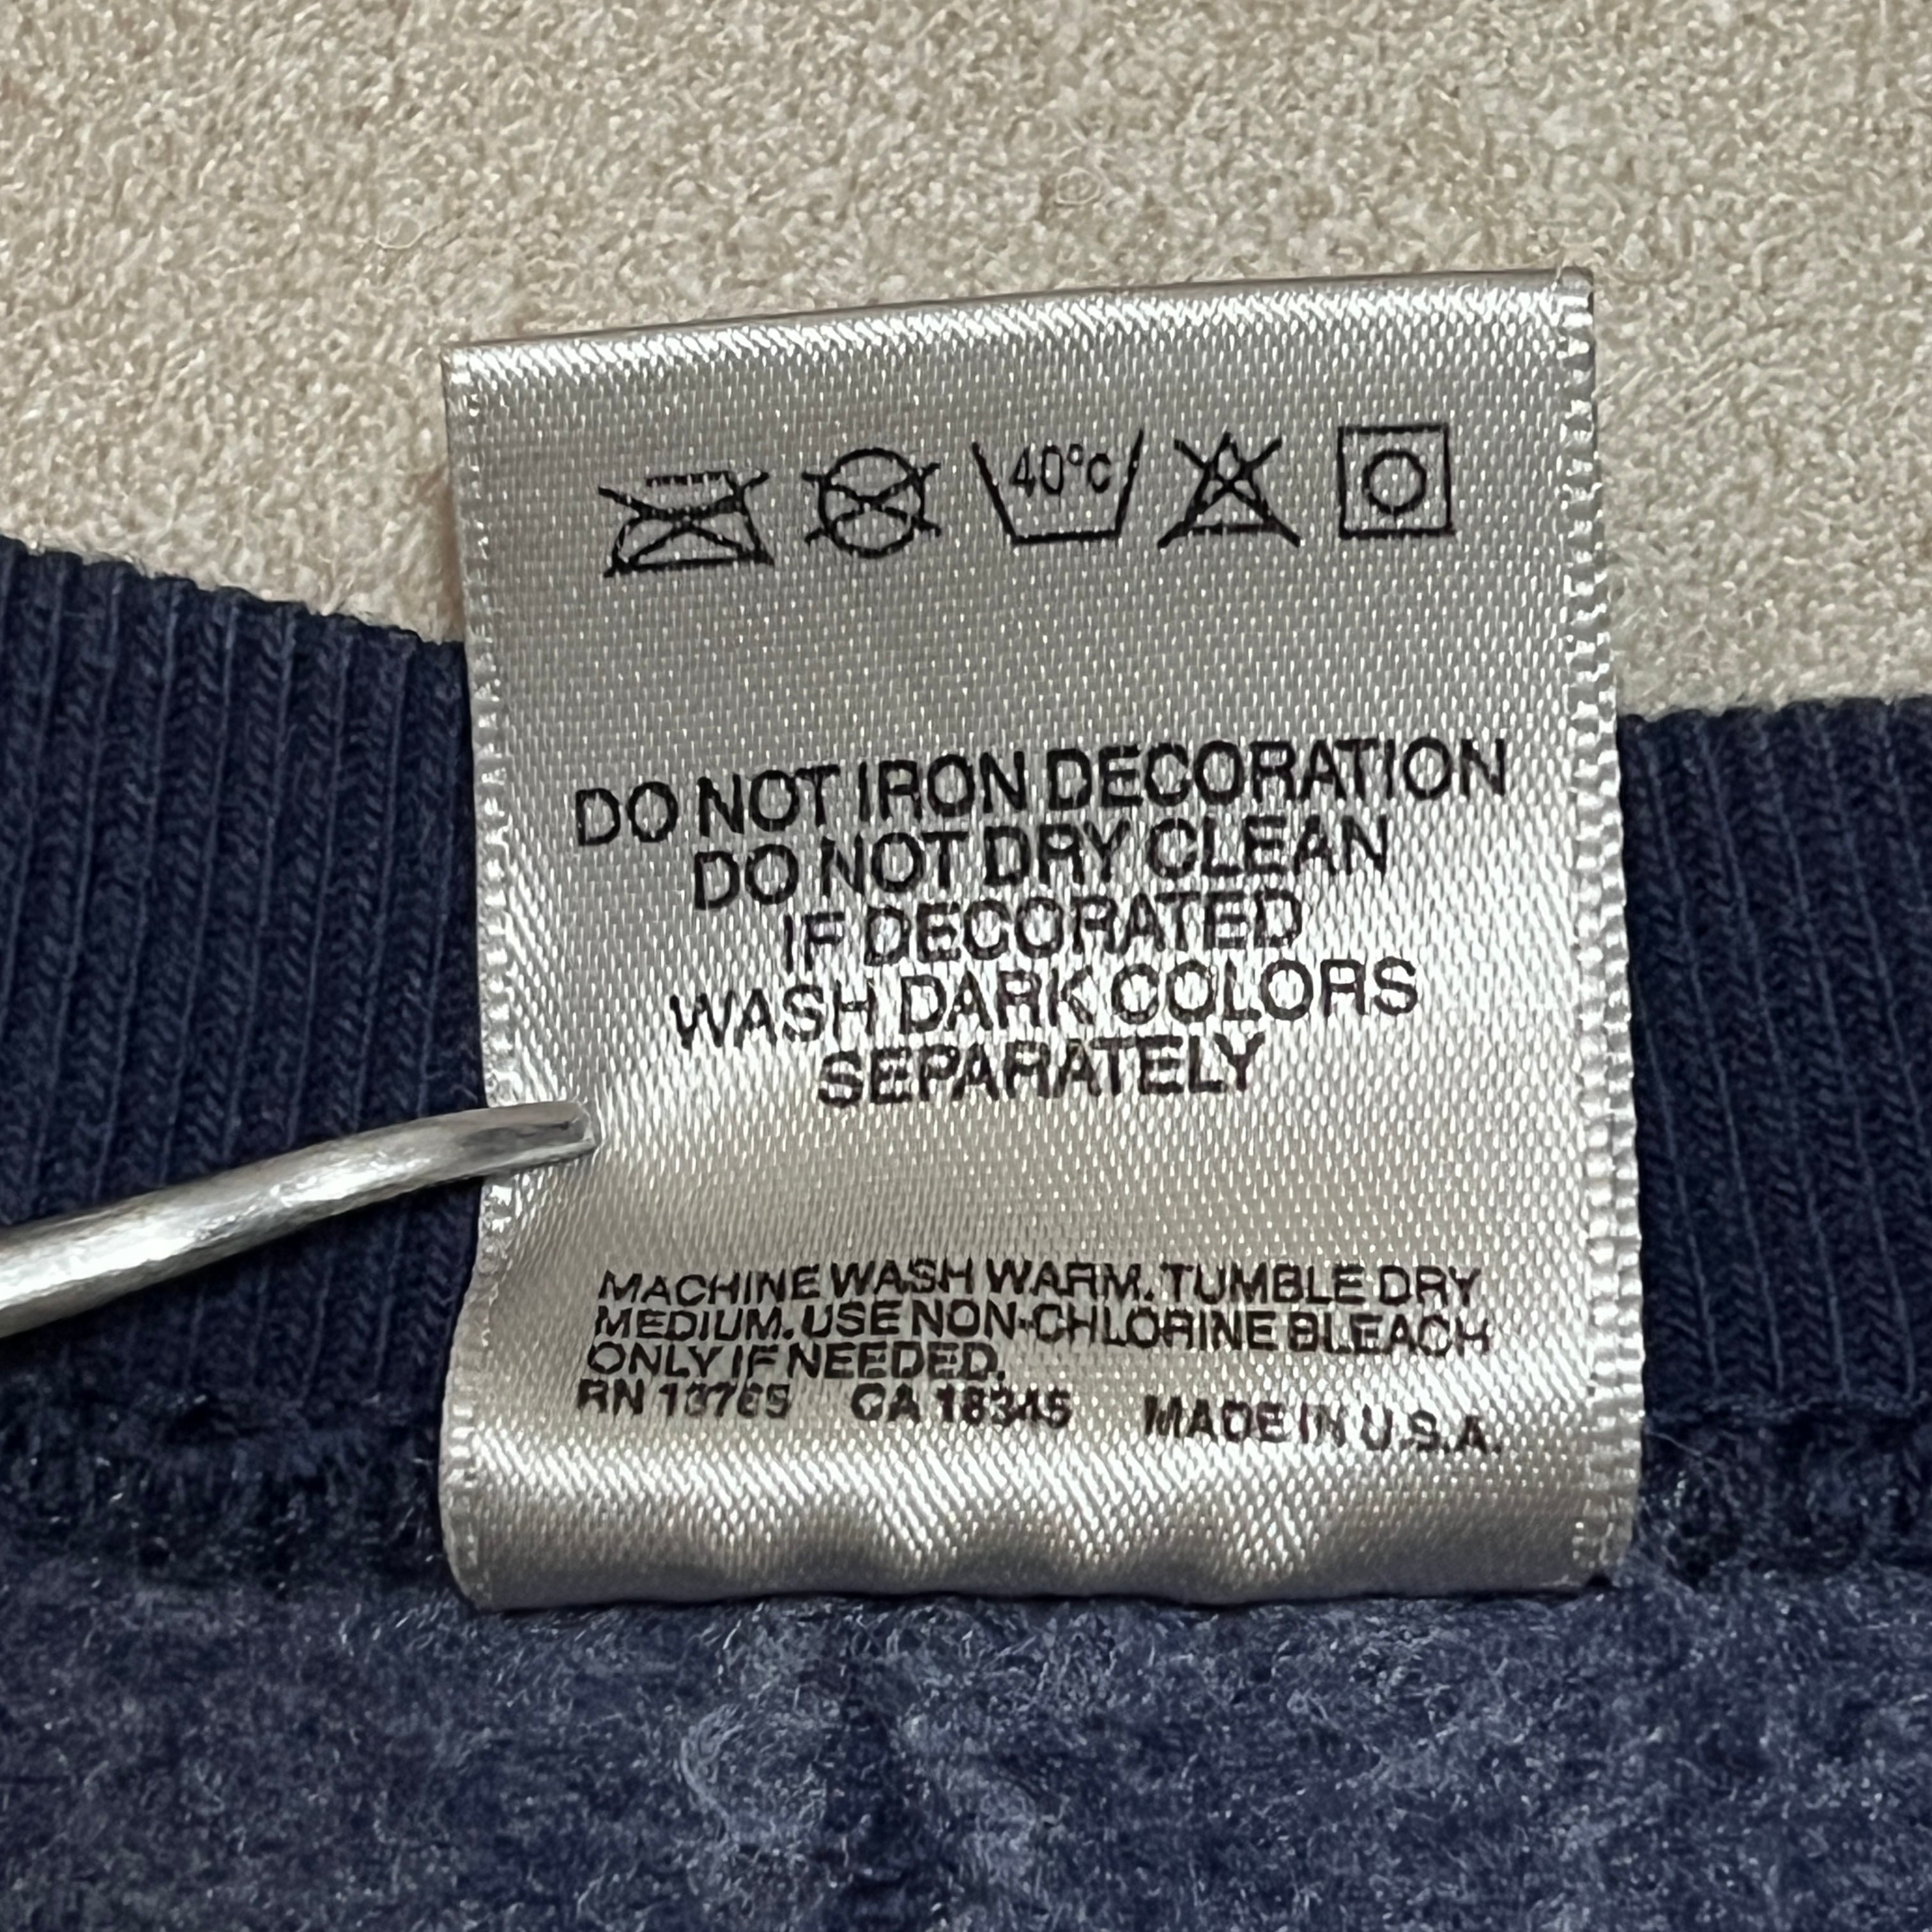 40°C
DO NOT IRON DECORATION
DO NOT DRY CLEAN
IF DECORATED
WASH DARK COLORS
SEPARATELY
MACHINE WASH WARM. TUMBLE DRY
MEDIUM. USE NON-CHLORINE BLEACH
ONLY IF NEEDED.
RN 13765 CA 18345 MADE IN U.S.A.